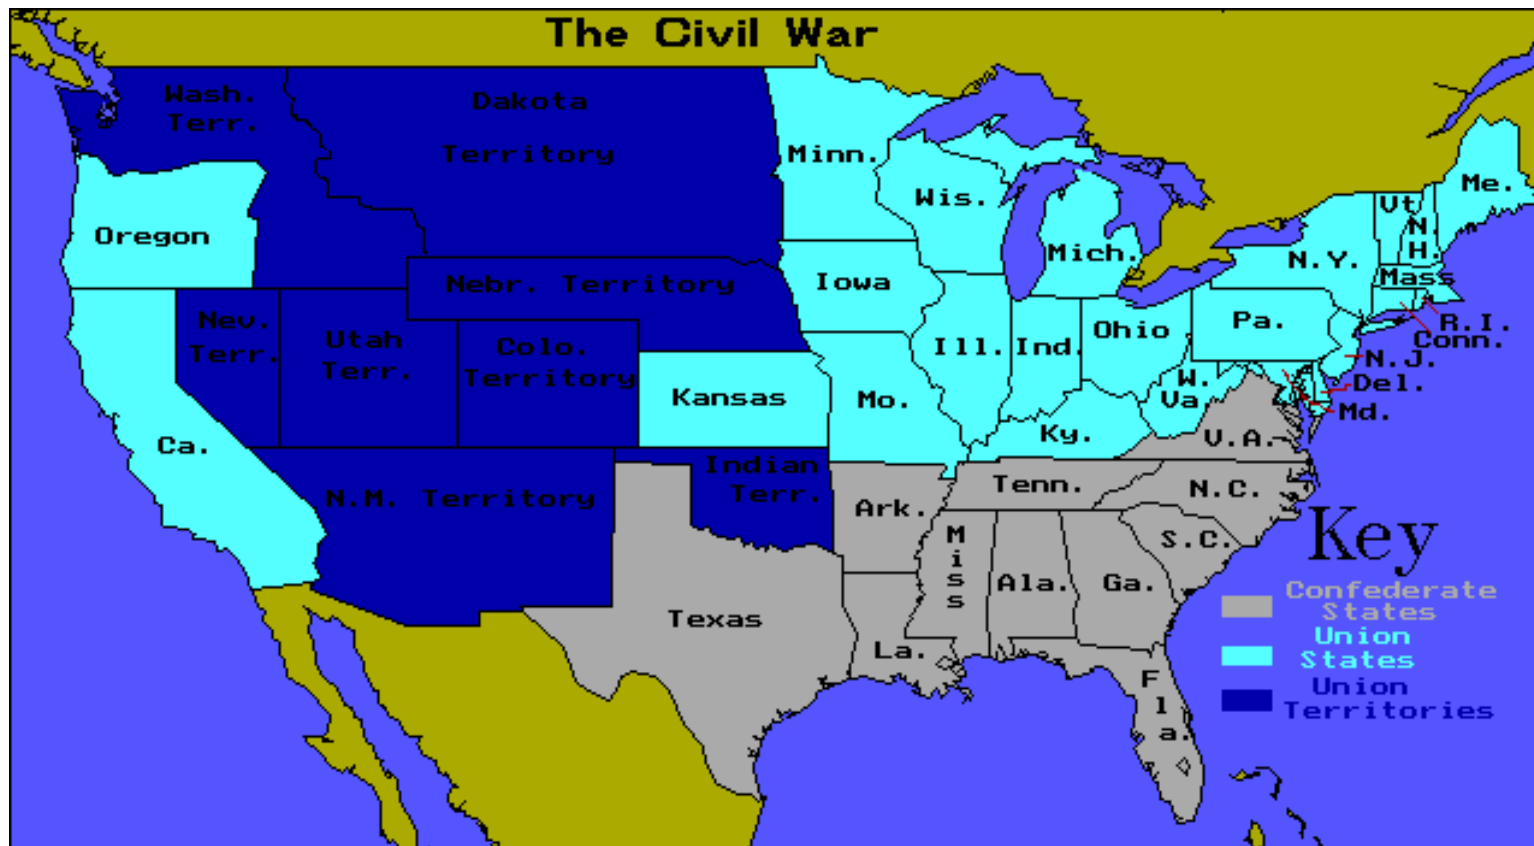 The Civil War
Wash.
Terr.
Dakota
Territory
Minn.
Wis.
Mich.
Me.
Vt
N
H.
N.Y.
Mass
R.I.
Conn.
N.J.
Del.
Md.
Pa.
Oregon
Nebr. Territory
Iowa
Ill.
Ind.
Ohio
W.
Va
Nev.
Terr.
Utah
Terr.
Colo.
Territory
Kansas
Mo.
Ky.
V.A.
Ca.
N.M. Territory
Indian
Terr.
Ark.
Tenn.
N.C.
S.C.
Texas
La.
M
i
s
s
Ala.
Ga.
F
l
a.
Key
Confederate
States
Union
States
Union
Territories